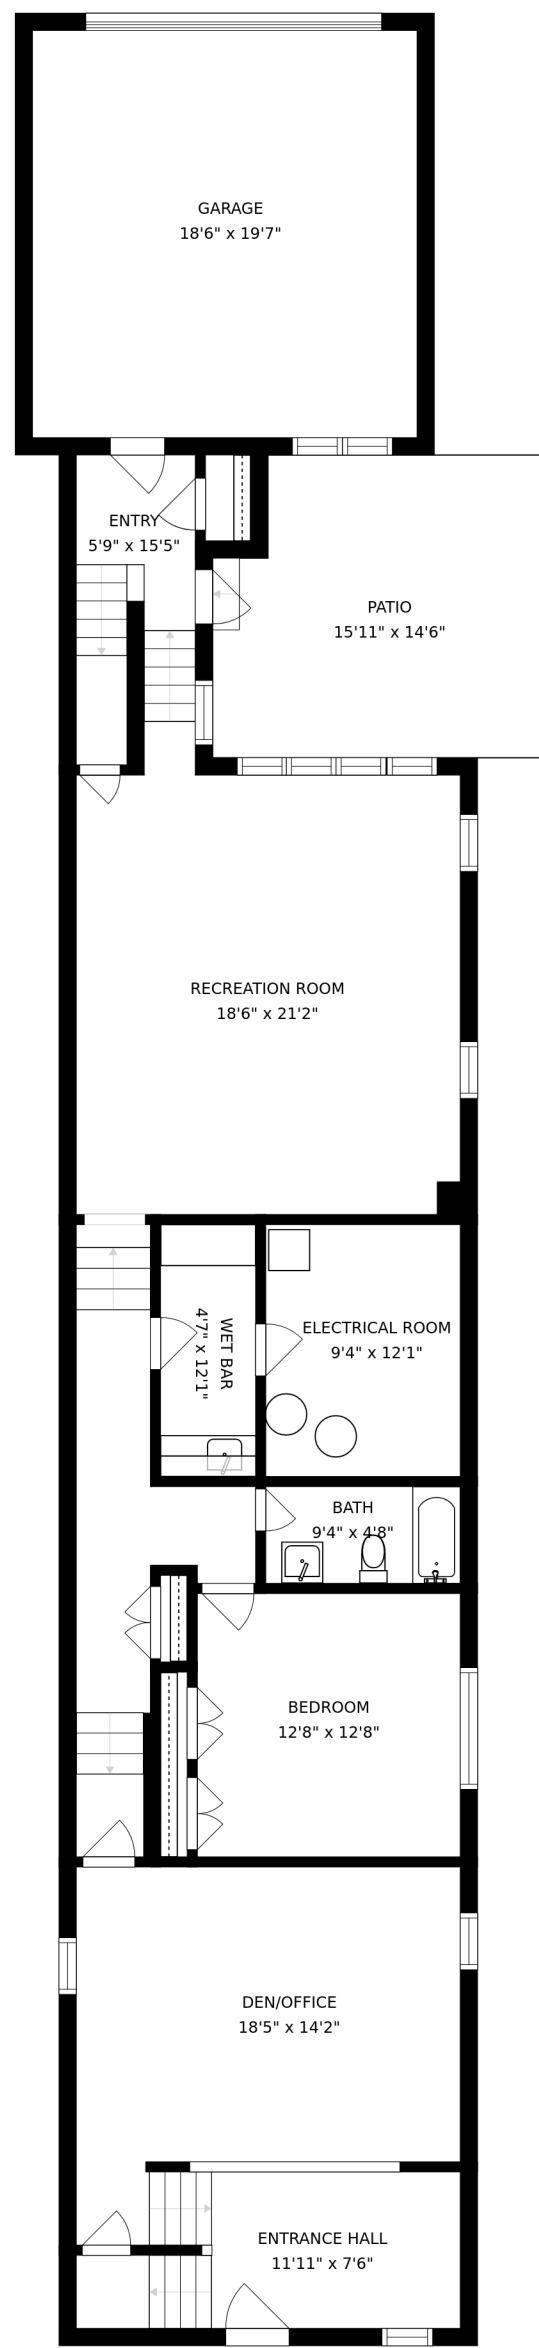 GARAGE
18'6" x 19'7"
ENTRY
5'9" x 15'5"
PATIO
15'11" x 14'6"
RECREATION ROOM
18'6" x 21'2"
WET BAR
4'7" x 12'1"
ELECTRICAL ROOM
9'4" x 12'1"
BATH
9'4" x 4'8"
BEDROOM
12'8" x 12'8"
DEN/OFFICE
18'5" x 14'2"
ENTRANCE HALL
11'11" x 7'6"